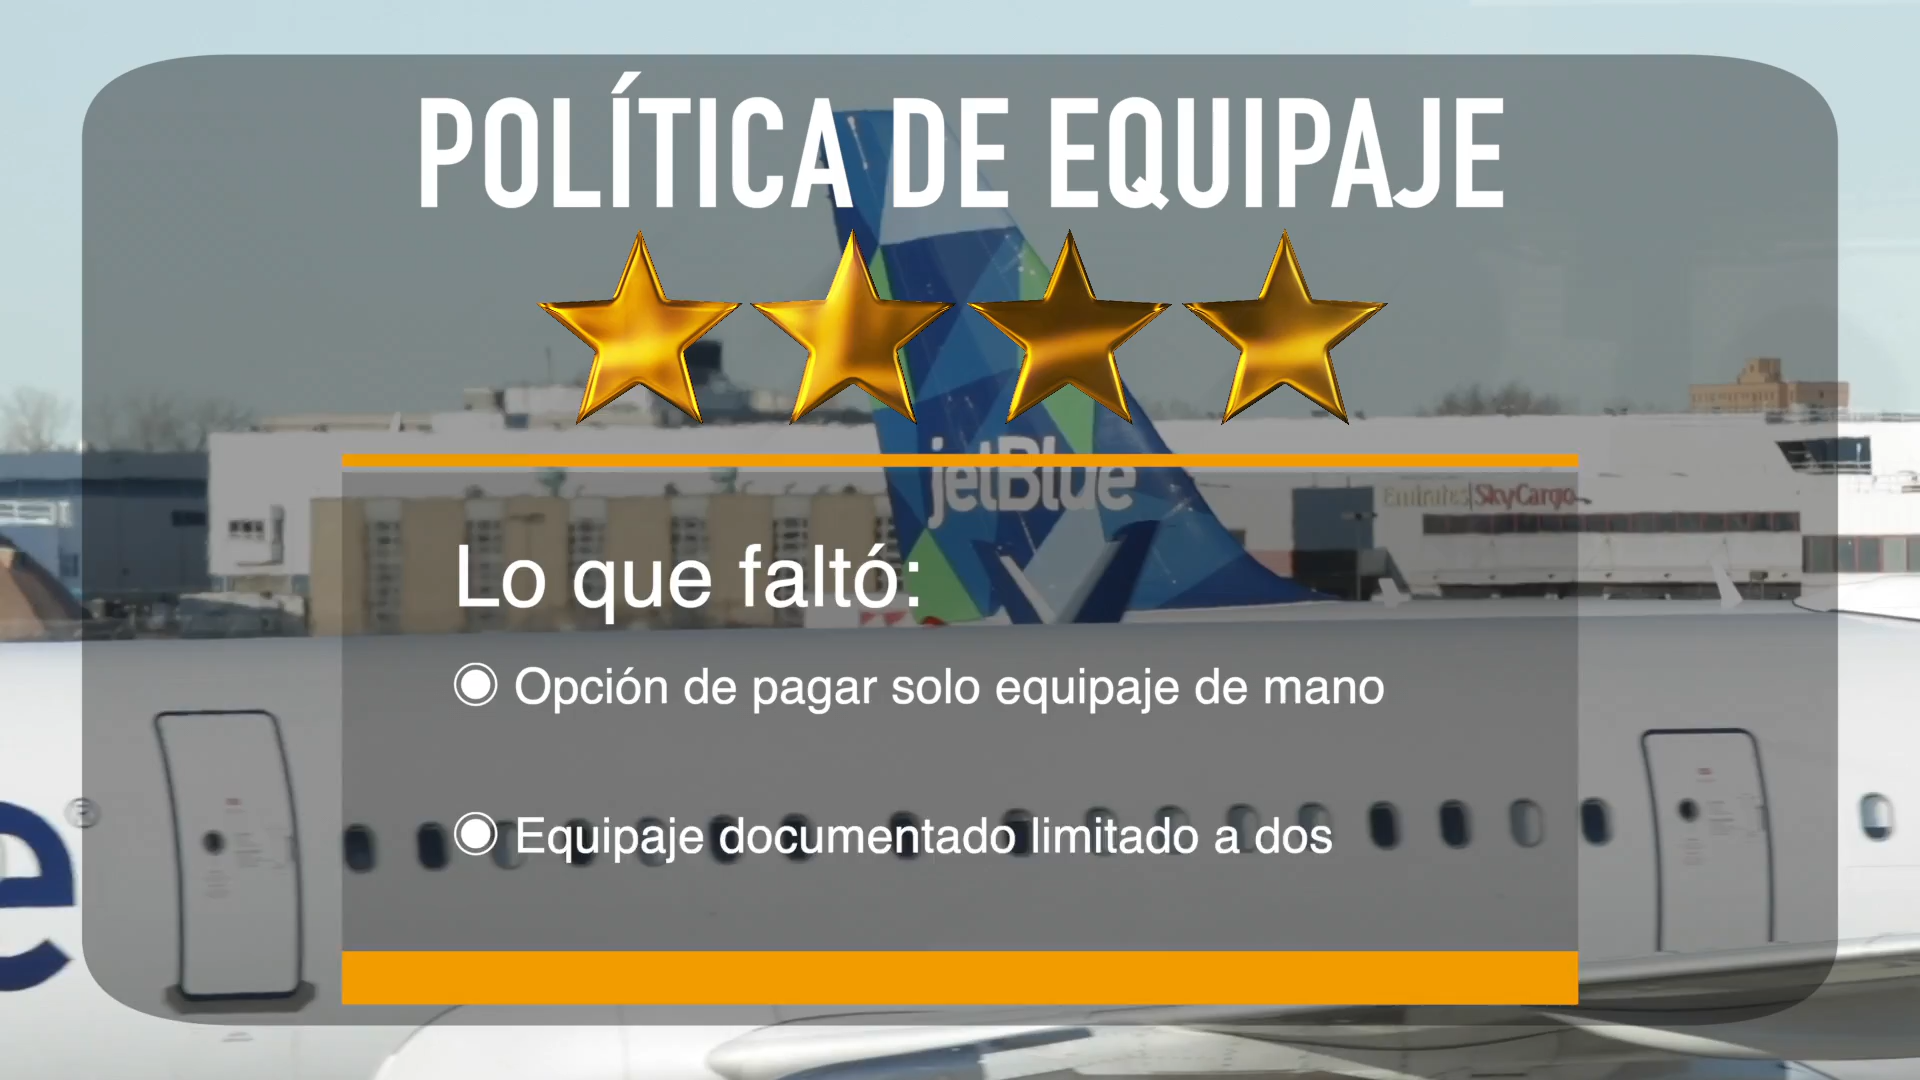 POLÍTICA DE EQUIPAJE
jetBlue
Emirates SkyCargo
Lo que faltó:
Opción de pagar solo equipaje de mano
Equipaje documentado limitado a dos
e®